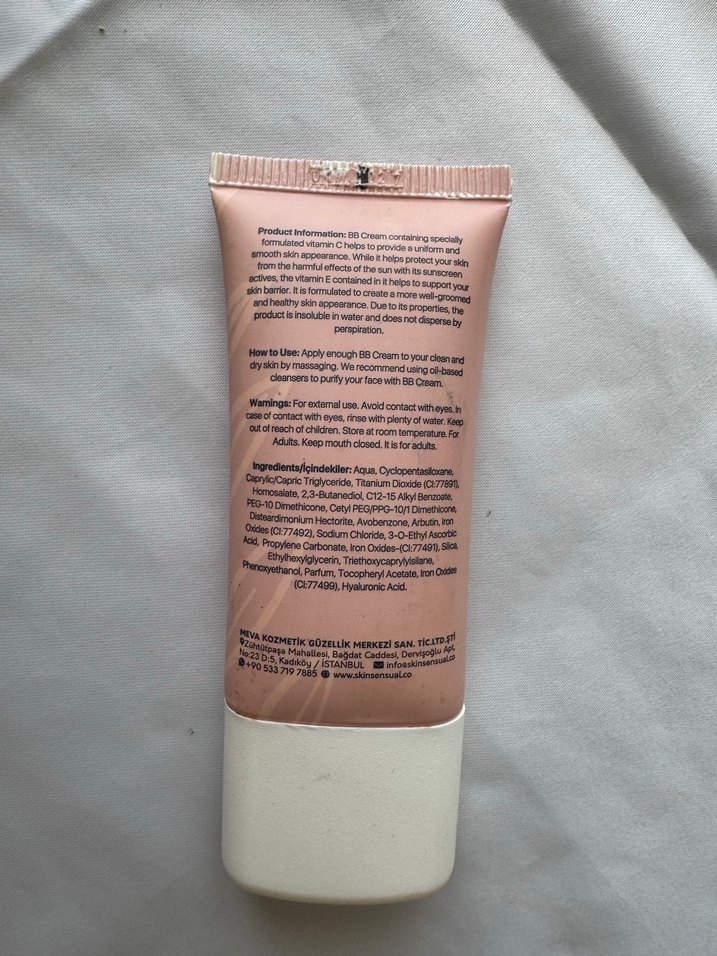 Product Information: BB Cream containing specially
formulated vitamin C helps to provide a uniform and
smooth skin appearance. While it helps protect your skin
from the harmful effects of the sun with its sunscreen
actives, the vitamin E contained in it helps to support your
skin barrier. It is formulated to create a more well-groomed
and healthy skin appearance. Due to its properties, the
product is insoluble in water and does not disperse by
perspiration.
How to Use: Apply enough BB Cream to your clean and
dry skin by massaging. We recommend using oil-based
cleansers to purify your face with BB Cream.
Warnings: For external use. Avoid contact with eyes. In
case of contact with eyes, rinse with plenty of water. Keep
out of reach of children. Store at room temperature. For
Adults. Keep mouth closed. It is for adults.
Ingredients/İçindekiler: Aqua, Cyclopentasiloxane,
Caprylic/Capric Triglyceride, Titanium Dioxide (CI:77891),
Homosalate, 2,3-Butanediol, C12-15 Alkyl Benzoate,
PEG-10 Dimethicone, Cetyl PEG/PPG-10/1 Dimethicone,
Disteardimonium Hectorite, Avobenzone, Arbutin, Iron
Oxides (CI:77492), Sodium Chloride, 3-O-Ethyl Ascorbic
Acid, Propylene Carbonate, Iron Oxides-(CI:77491), Silica,
Ethylhexylglycerin, Triethoxycaprylylsilane,
Phenoxyethanol, Parfum, Tocopheryl Acetate, Iron Oxides
(CI:77499), Hyaluronic Acid.
MEVA KOZMETİK GÜZELLİK MERKEZİ SAN. TİC.LTD.ŞTİ
Zühtütpaşa Mahallesi, Bağdat Caddesi, Dervişoğlu Apt,
No:23 D:5, Kadıköy / İSTANBUL info@skinsensual.co
+90 533 719 7885 www.skinsensual.co